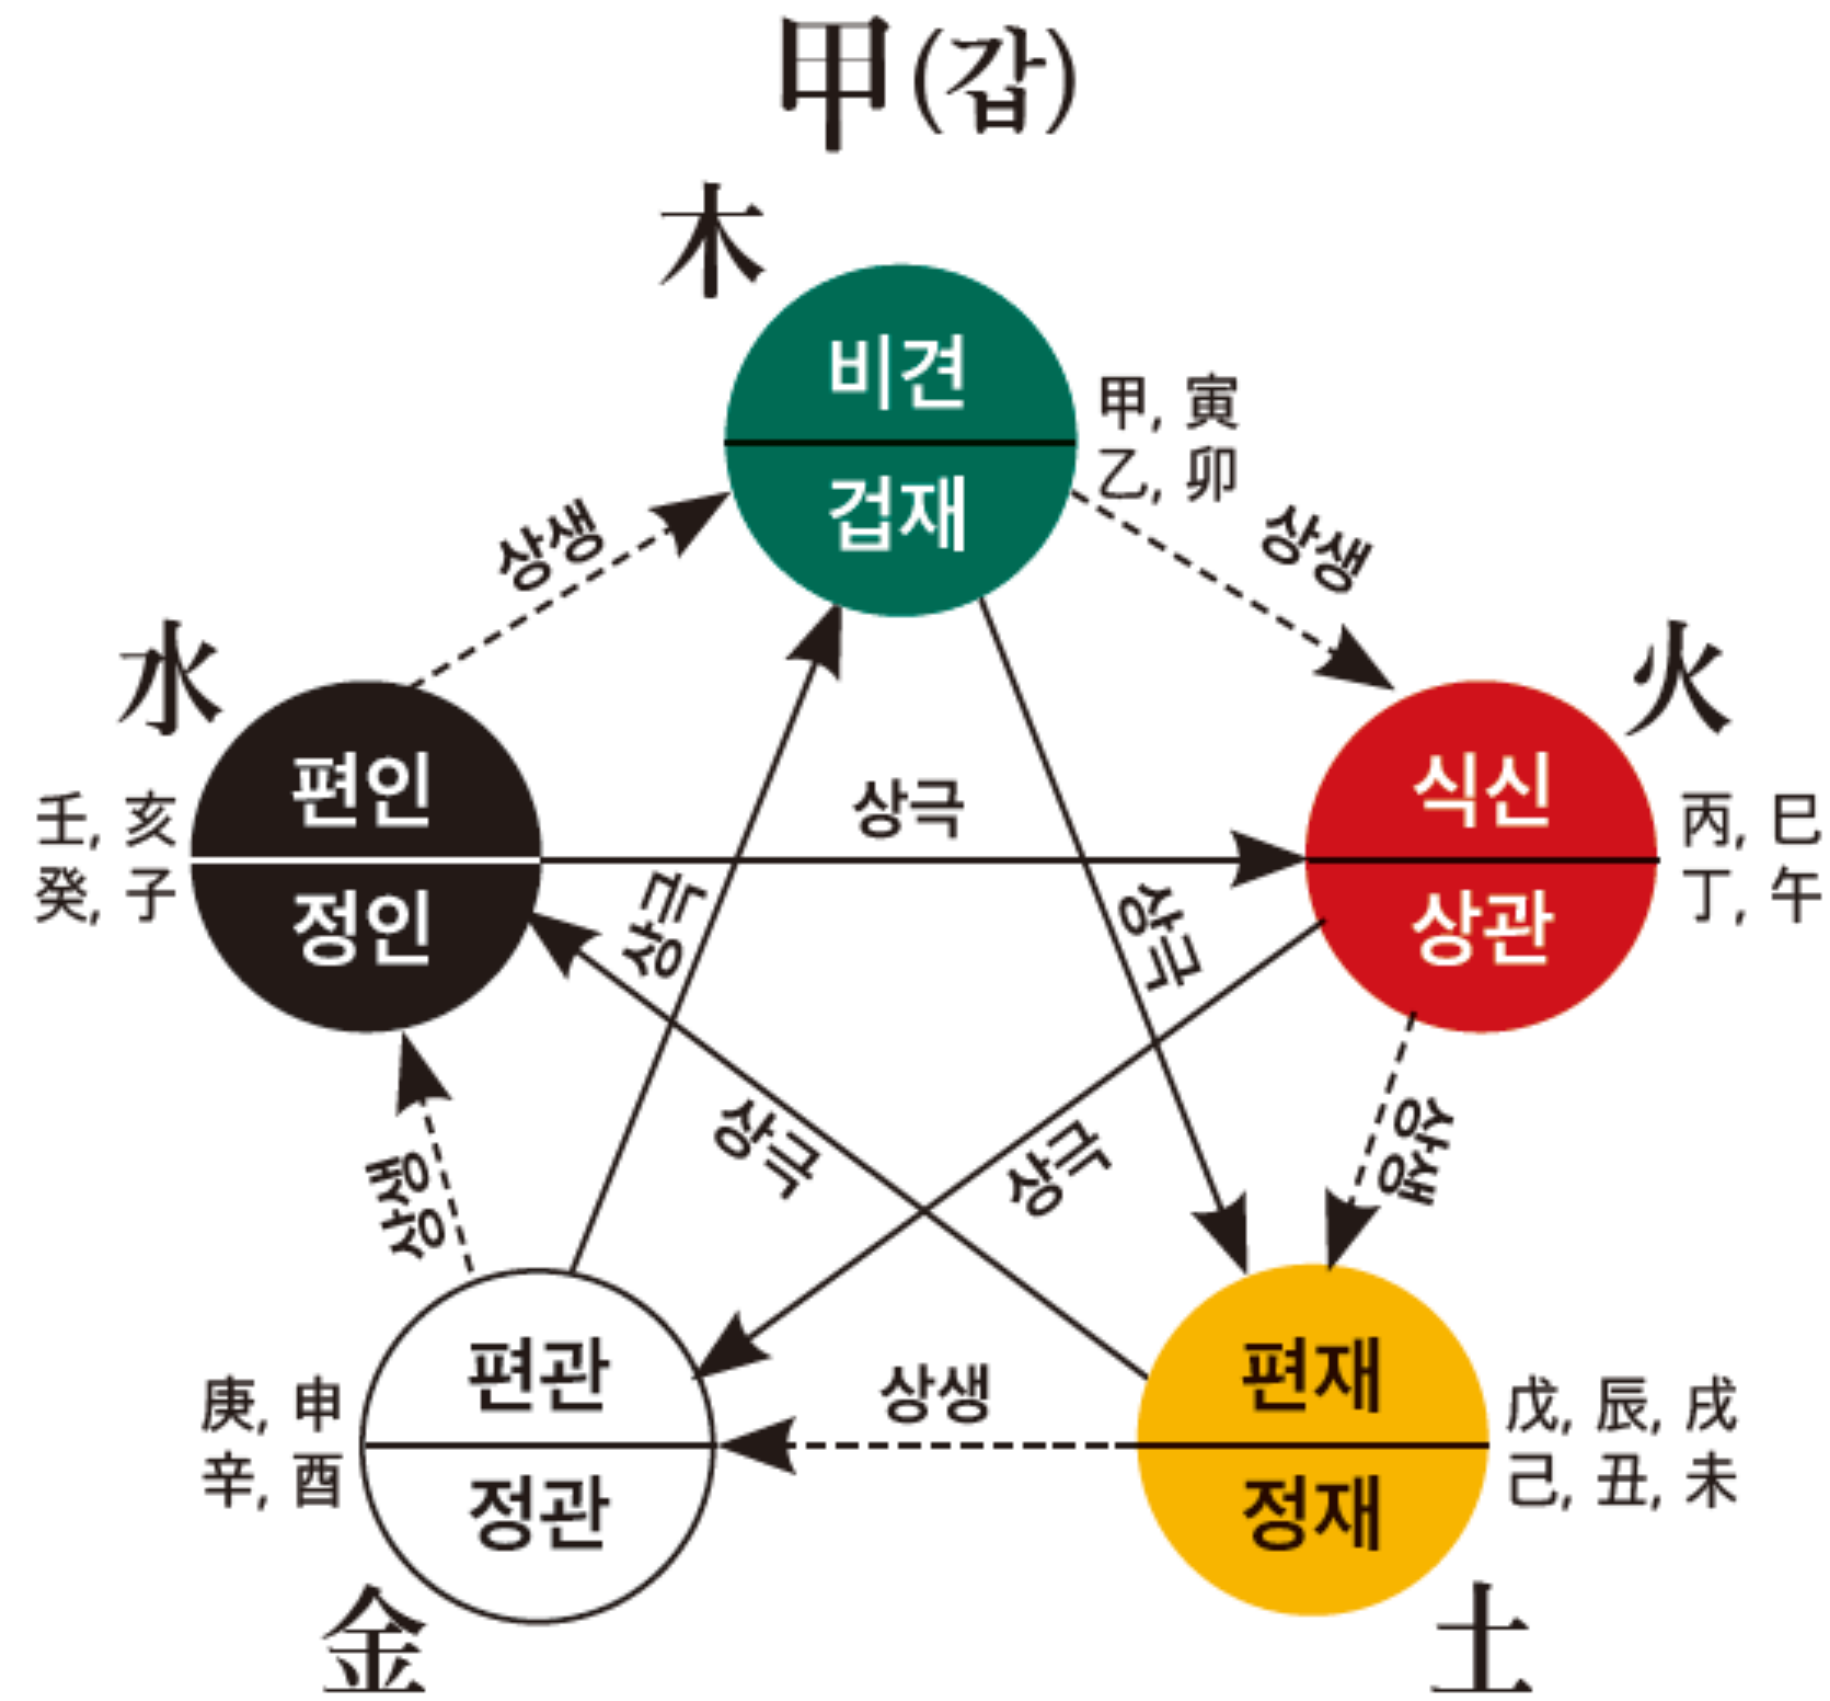 甲(갑)
木
비견
겁재
甲, 寅
乙, 卯
상생
상생
水
火
편인
정인
壬, 亥
癸, 子
식신
상관
丙, 巳
丁, 午
상극
상극
상극
상생
상생
상극
상극
편관
정관
庚, 申
辛, 酉
상생
편재
정재
戊, 辰, 戌
己, 丑, 未
金
土